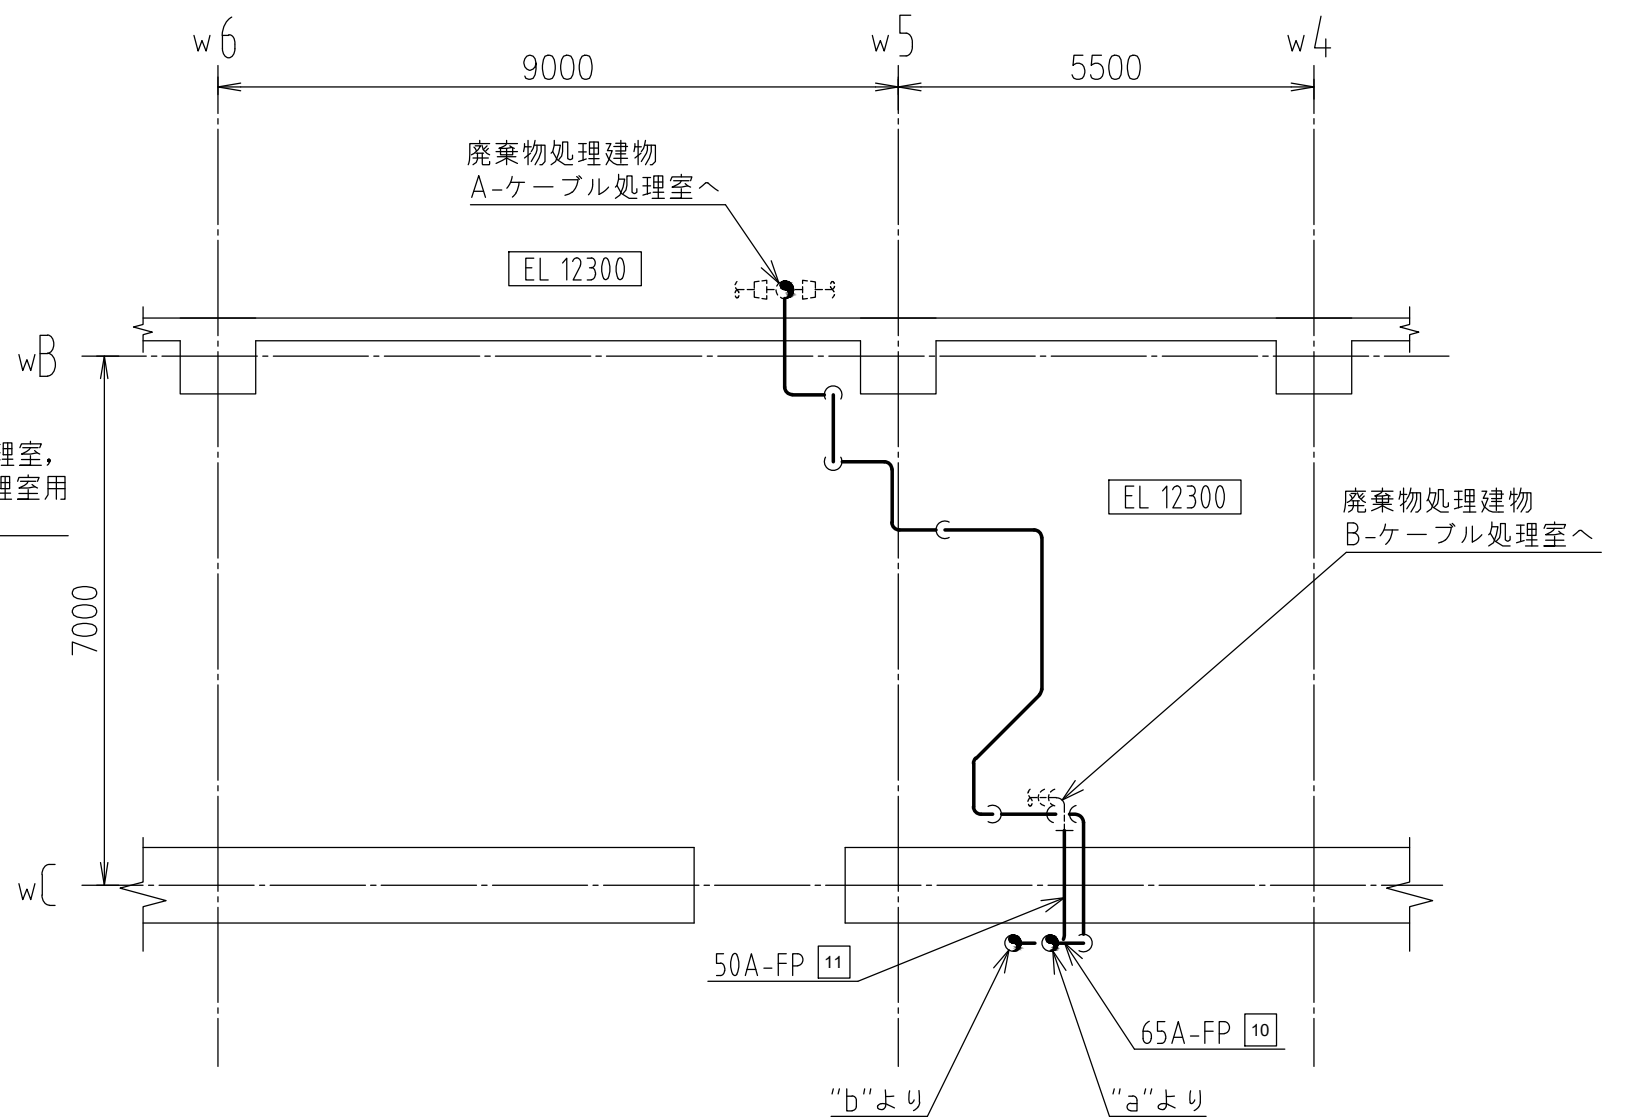 w6
w5
w4
9000
5500
廃棄物処理建物
A-ケーブル処理室へ
EL 12300
wB
理室,
理室用
EL 12300
廃棄物処理建物
B-ケーブル処理室へ
7000
wC
50A-FP 11
65A-FP 10
"b"より
"a"より